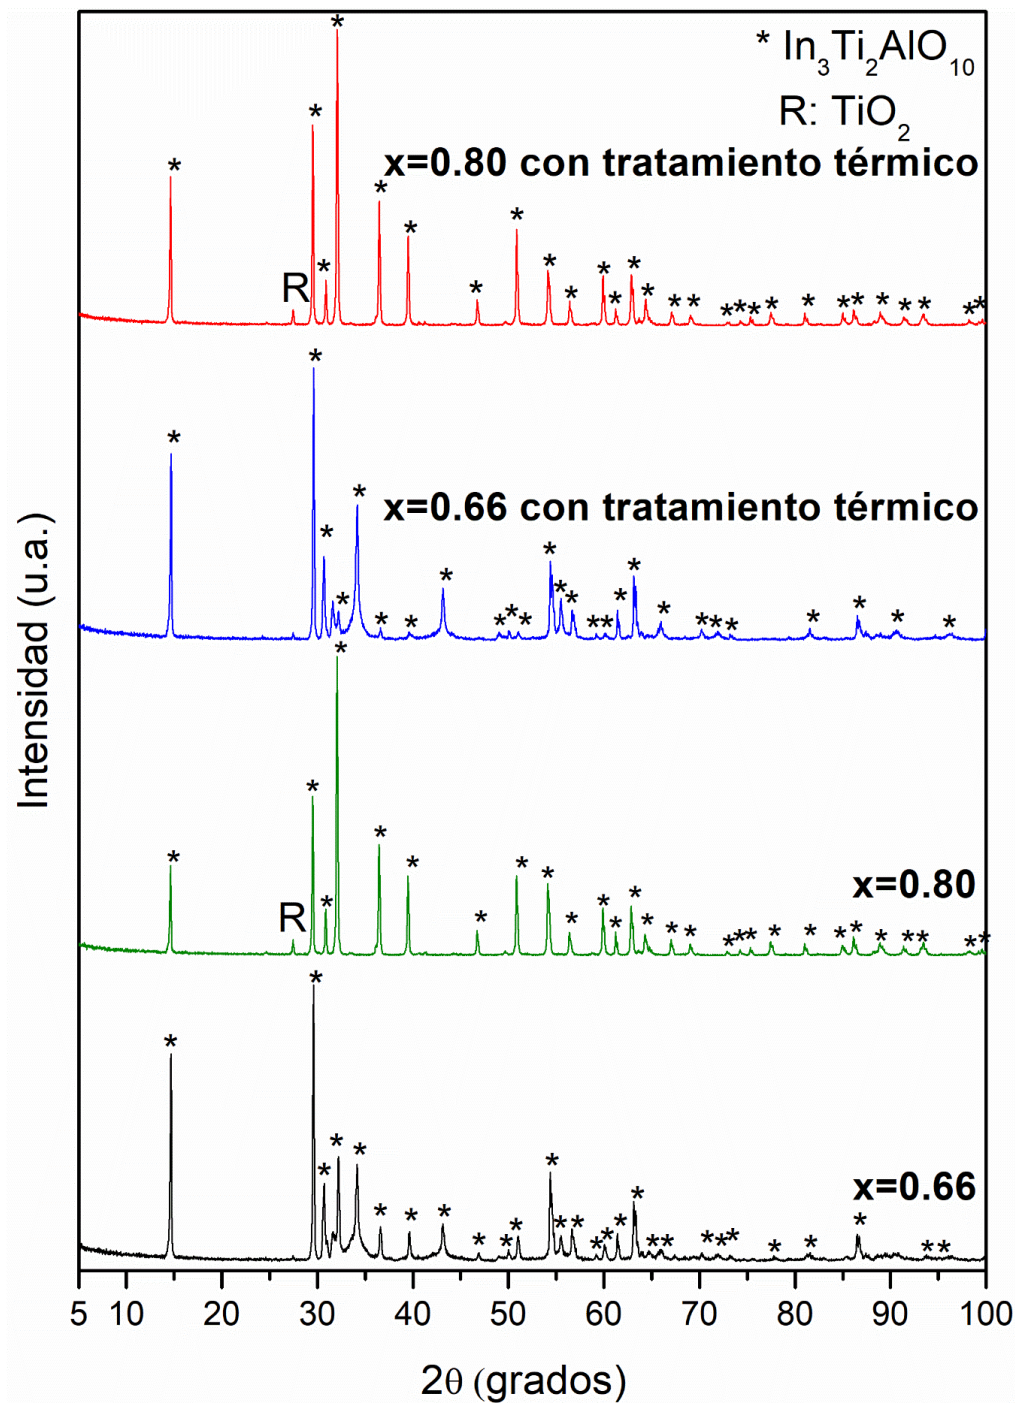 * In₃Ti₂AlO₁₀
R: TiO₂
x=0.80 con tratamiento térmico
R
x=0.66 con tratamiento térmico
x=0.80
R
x=0.66
Intensidad (u.a.)
5 10 20 30 40 50 60 70 80 90 100
2θ (grados)